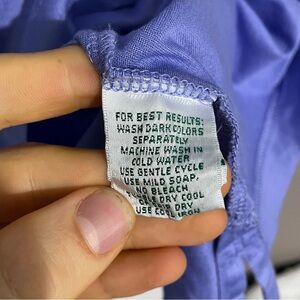 FOR BEST RESULTS:
WASH DARK COLORS
SEPARATELY
MACHINE WASH IN
COLD WATER
USE GENTLE CYCLE
USE MILD SOAP,
NO BLEACH
DRY COOL
DRY
USE IRON